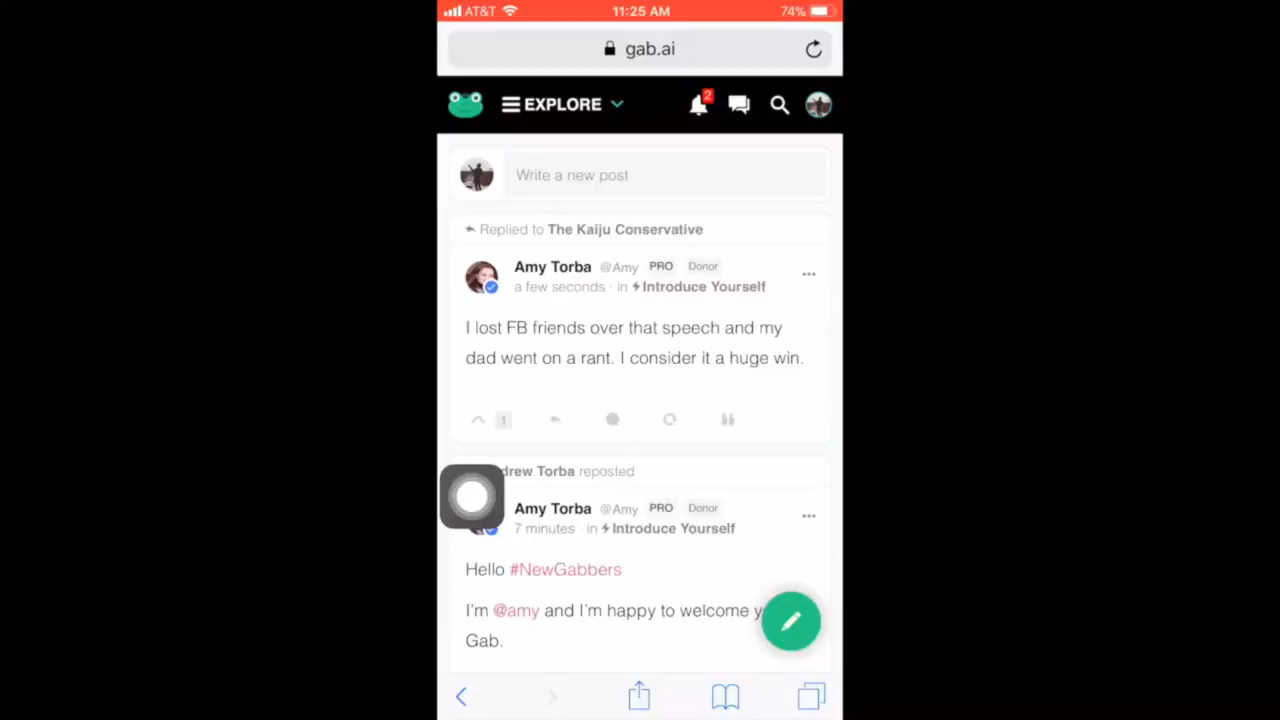 AT&T 11:25 AM 74%
gab.ai
EXPLORE 2
Write a new post
Replied to The Kaiju Conservative
Amy Torba @Amy PRO Donor
a few seconds · in Introduce Yourself
I lost FB friends over that speech and my
dad went on a rant. I consider it a huge win.
1
drew Torba reposted
Amy Torba @Amy PRO Donor
7 minutes · in Introduce Yourself
Hello #NewGabbers
I'm @amy and I'm happy to welcome y
Gab.